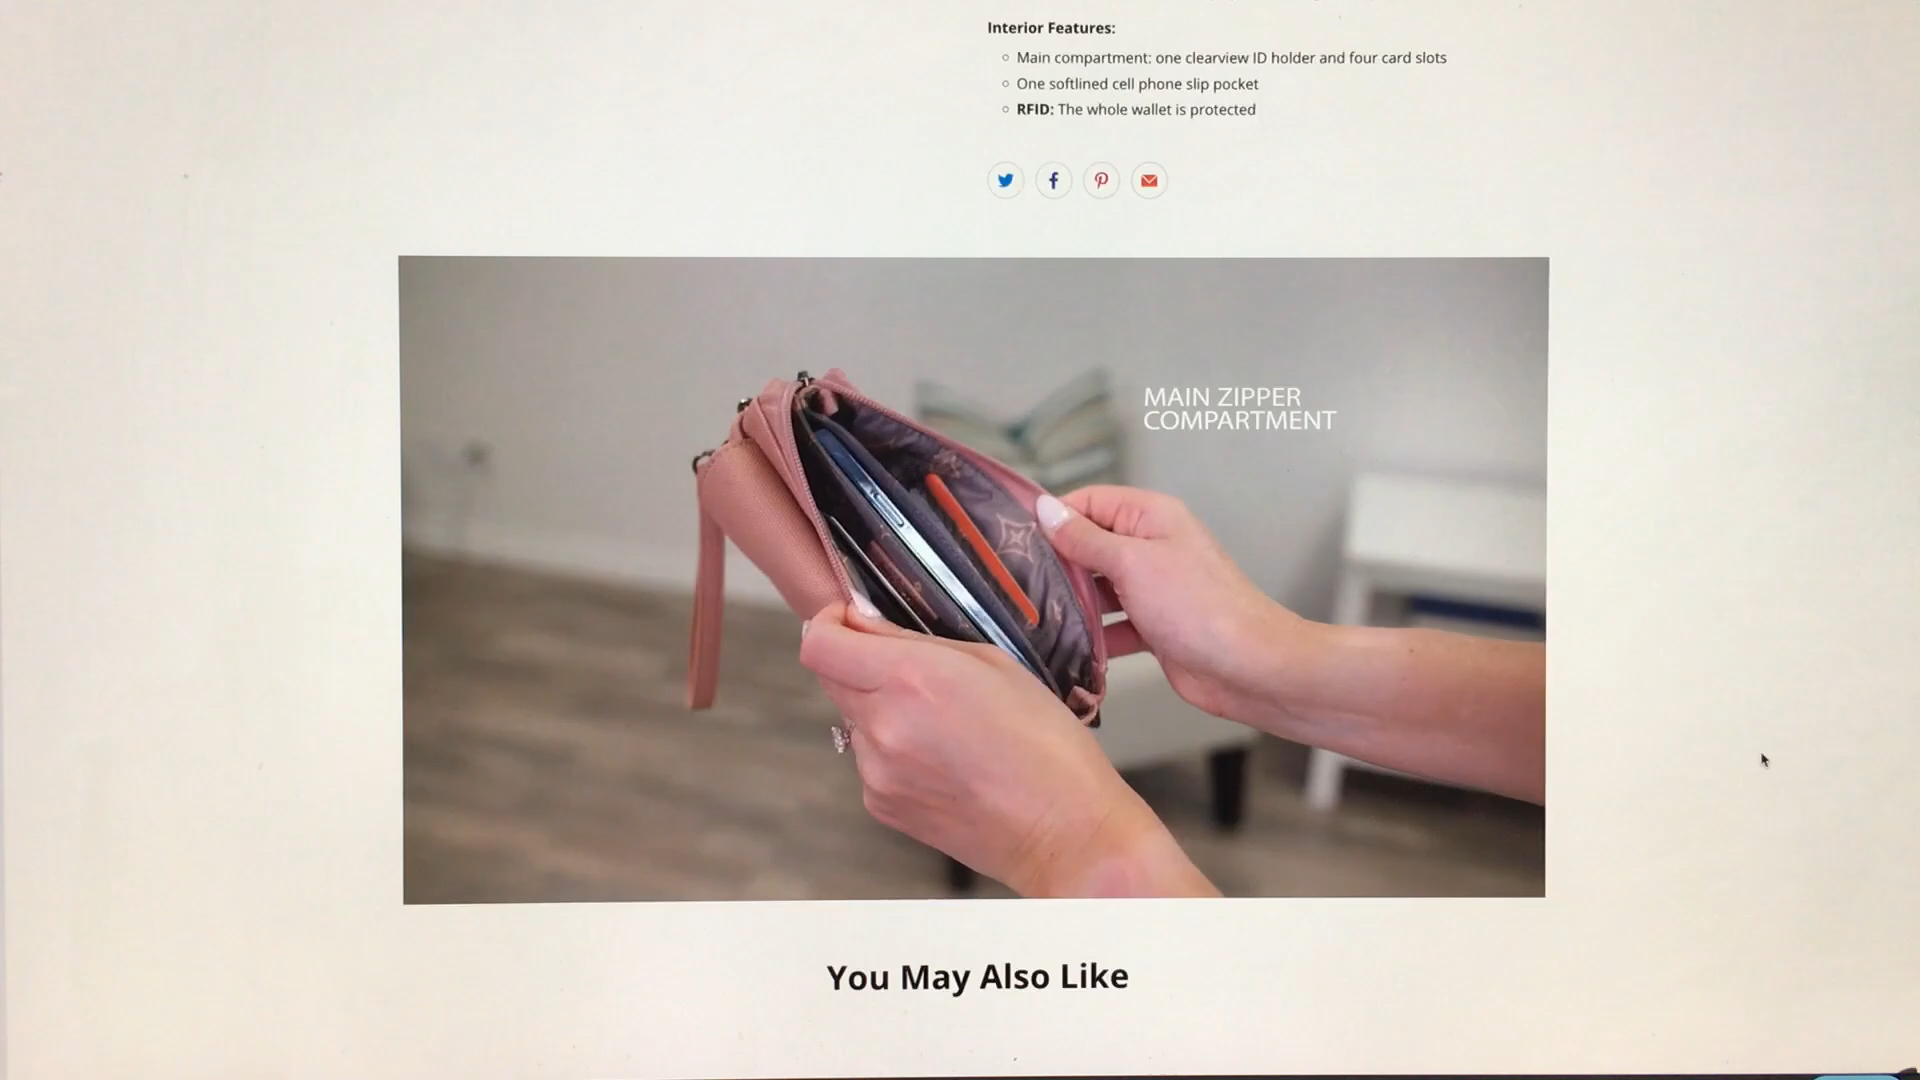 Interior Features:
Main compartment: one clearview ID holder and four card slots
One softlined cell phone slip pocket
RFID: The whole wallet is protected
MAIN ZIPPER
COMPARTMENT
You May Also Like